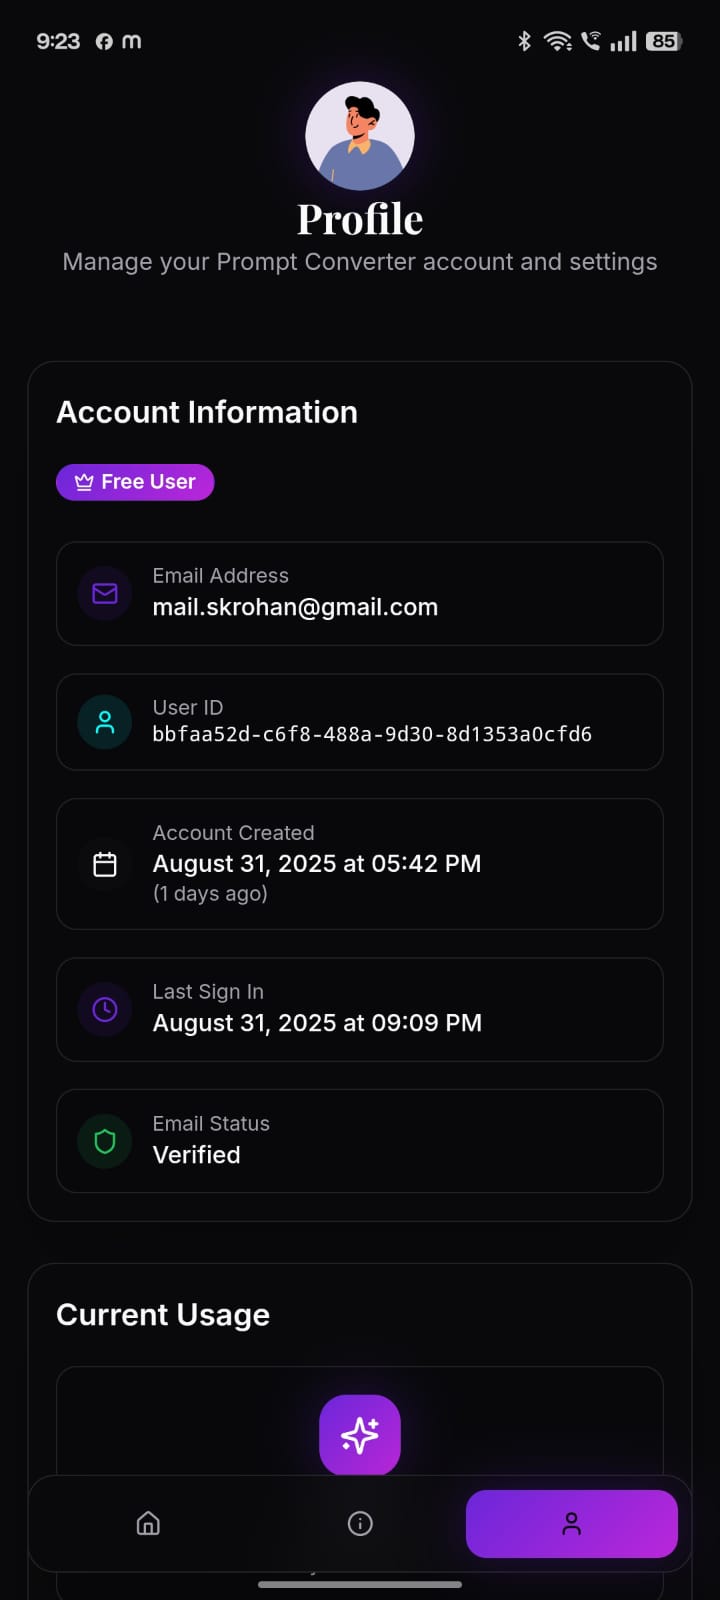 9:23
85
Profile
Manage your Prompt Converter account and settings
Account Information
Free User
Email Address
mail.skrohan@gmail.com
User ID
bbfaa52d-c6f8-488a-9d30-8d1353a0cfd6
Account Created
August 31, 2025 at 05:42 PM
(1 days ago)
Last Sign In
August 31, 2025 at 09:09 PM
Email Status
Verified
Current Usage